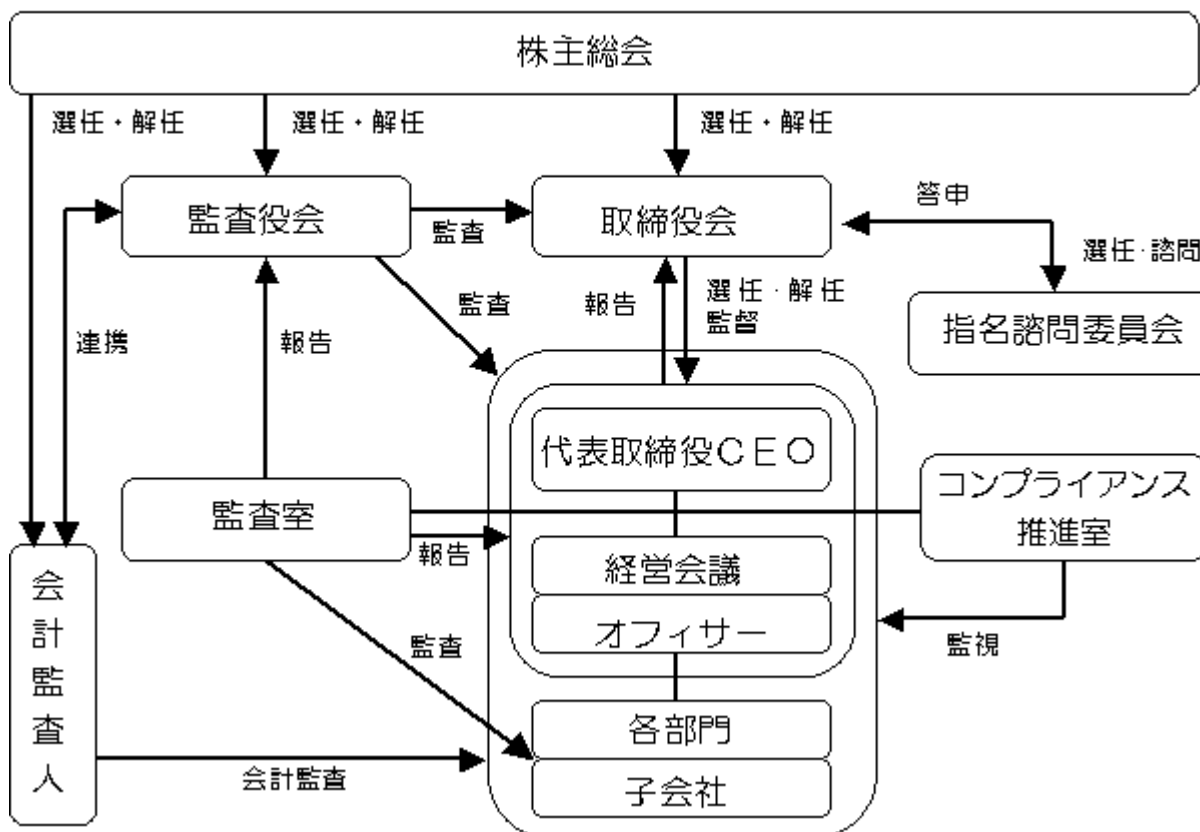 株主総会
選任・解任
選任・解任
選任・解任
監査役会
監査
取締役会
答申
選任・諮問
指名諮問委員会
連携
報告
監査
報告
選任・解任
監督
代表取締役CEO
監査室
コンプライアンス
推進室
報告
経営会議
オフィサー
監視
監査
会計監査人
各部門
子会社
会計監査